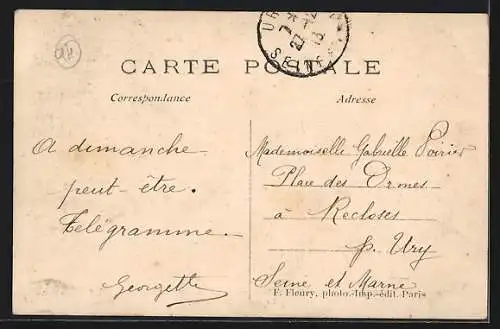 CARTE POSTALE
Correspondance
A dimanche
peut-être.
Télégramme.
Georgette
Adresse
Mademoiselle Gabrielle Poirier
Place des Ormes
à Recloses
p. Ury
Seine et Marne
F. Fleury, photo.-Imp.-édit. Paris